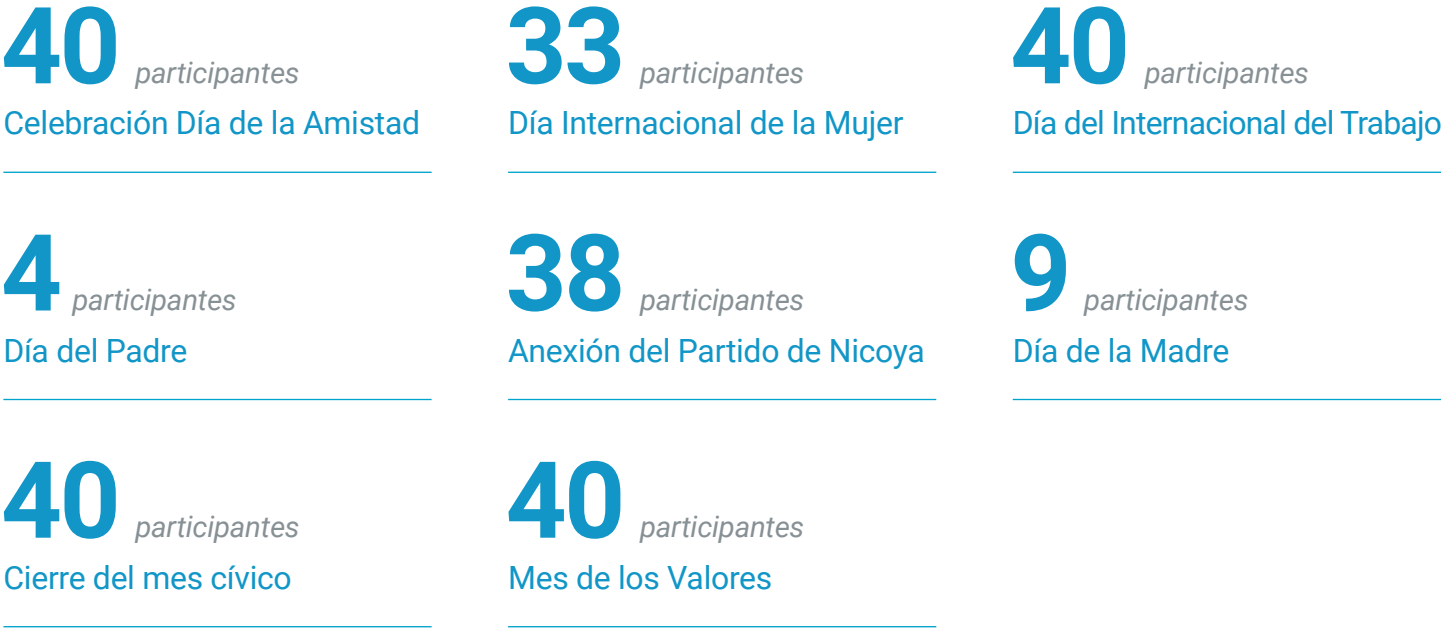 40 participantes
Celebración Día de la Amistad
33 participantes
Día Internacional de la Mujer
40 participantes
Día del Internacional del Trabajo
4 participantes
Día del Padre
38 participantes
Anexión del Partido de Nicoya
9 participantes
Día de la Madre
40 participantes
Cierre del mes cívico
40 participantes
Mes de los Valores